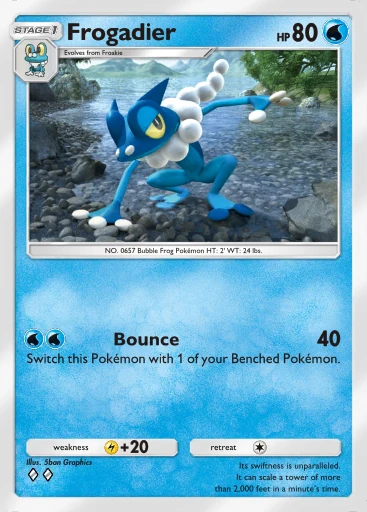 STAGE 1
Frogadier
HP 80
Evolves from Froakie
NO. 0657 Bubble Frog Pokémon HT: 2' WT: 24 lbs.
Bounce 40
Switch this Pokémon with 1 of your Benched Pokémon.
weakness +20 retreat
Illus. 5ban Graphics
Its swiftness is unparalleled.
It can scale a tower of more
than 2,000 feet in a minute's time.